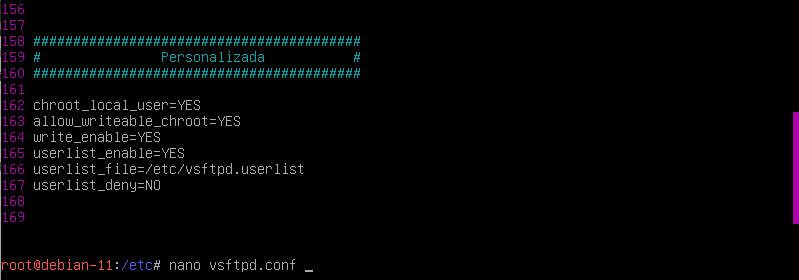 156
157
158 #########################################
159 #               Personalizada           #
160 #########################################
161
162 chroot_local_user=YES
163 allow_writeable_chroot=YES
164 write_enable=YES
165 userlist_enable=YES
166 userlist_file=/etc/vsftpd.userlist
167 userlist_deny=NO
168
169
root@debian-11:/etc# nano vsftpd.conf _